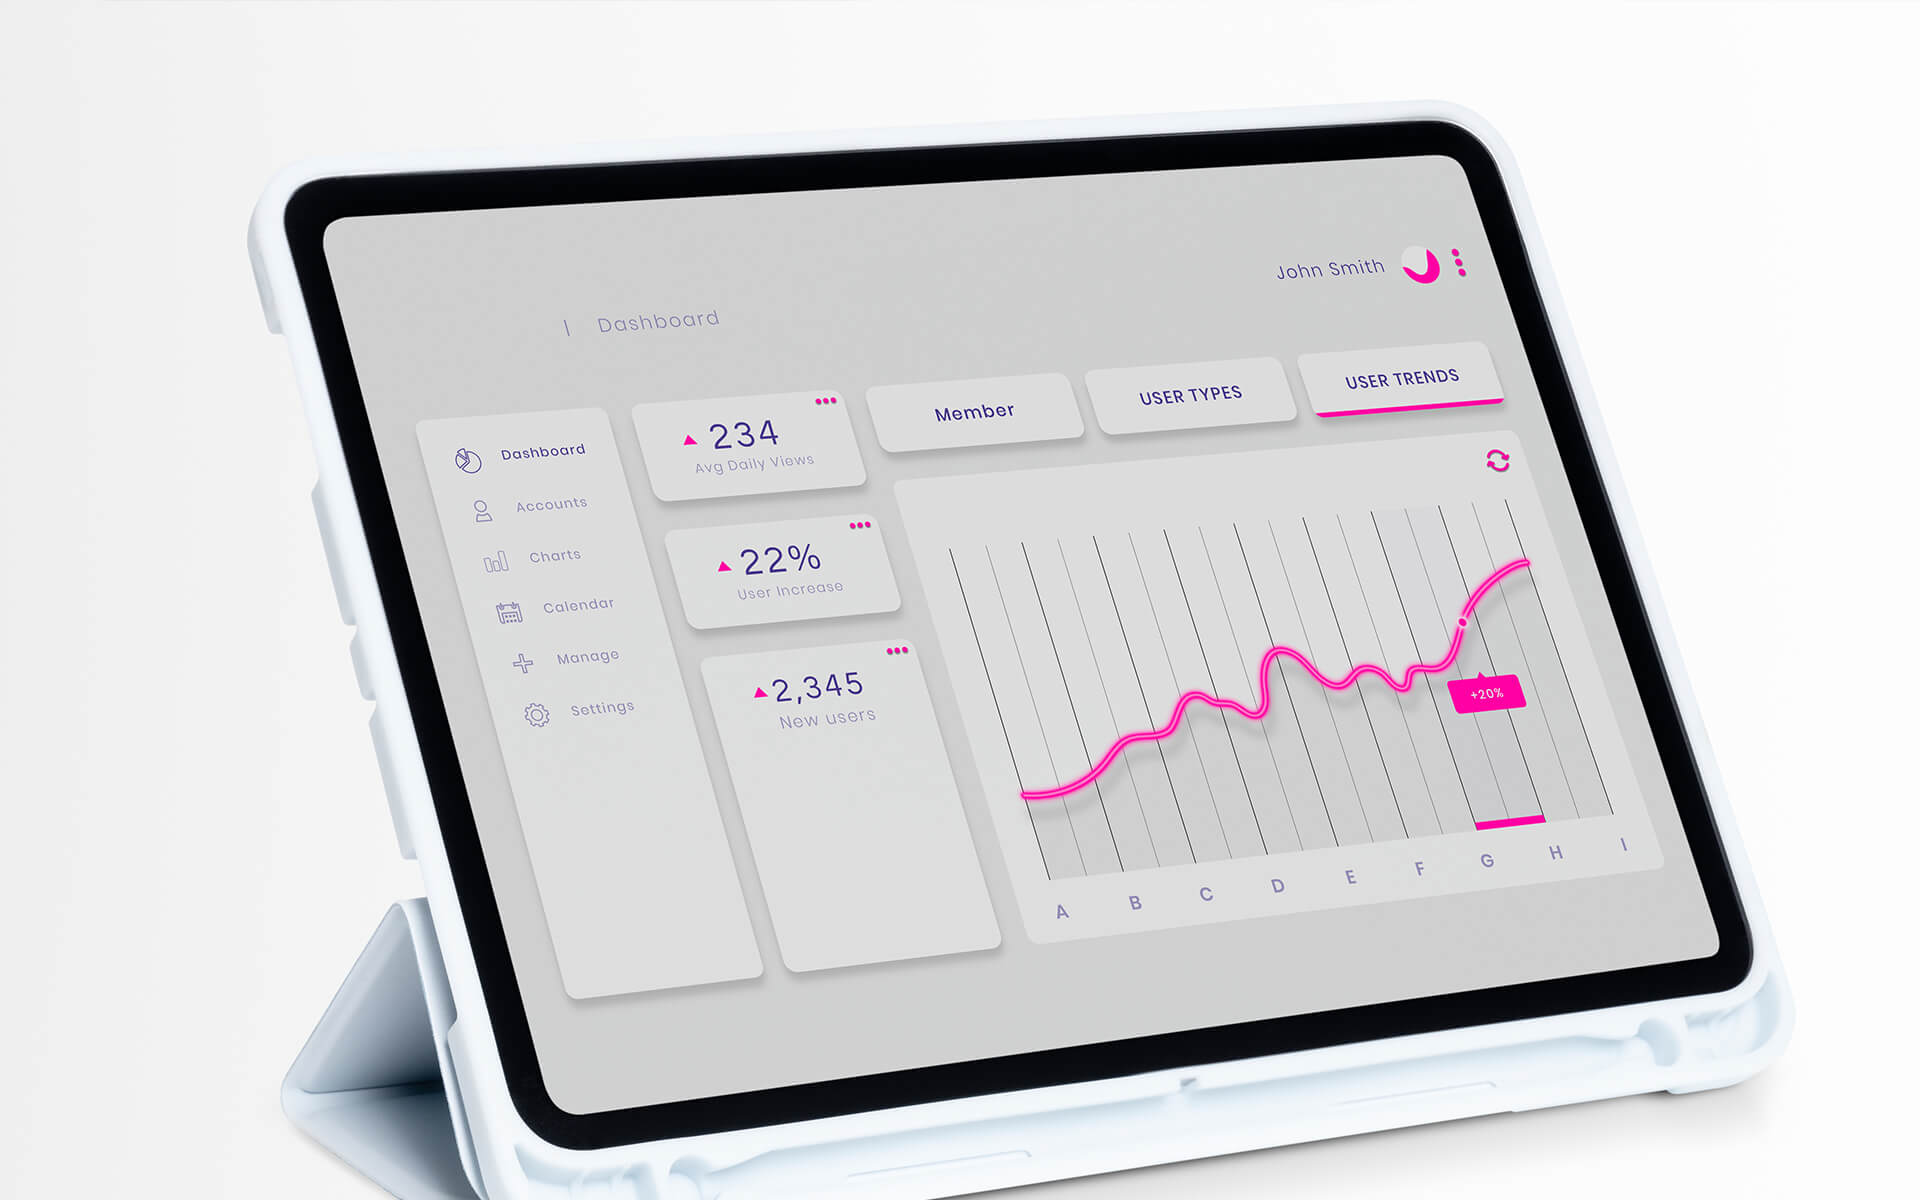 John Smith
| Dashboard
Dashboard
Accounts
Charts
Calendar
Manage
Settings
234
Avg Daily Views
22%
User Increase
2,345
New users
Member
USER TYPES
USER TRENDS
+20%
A B C D E F G H I